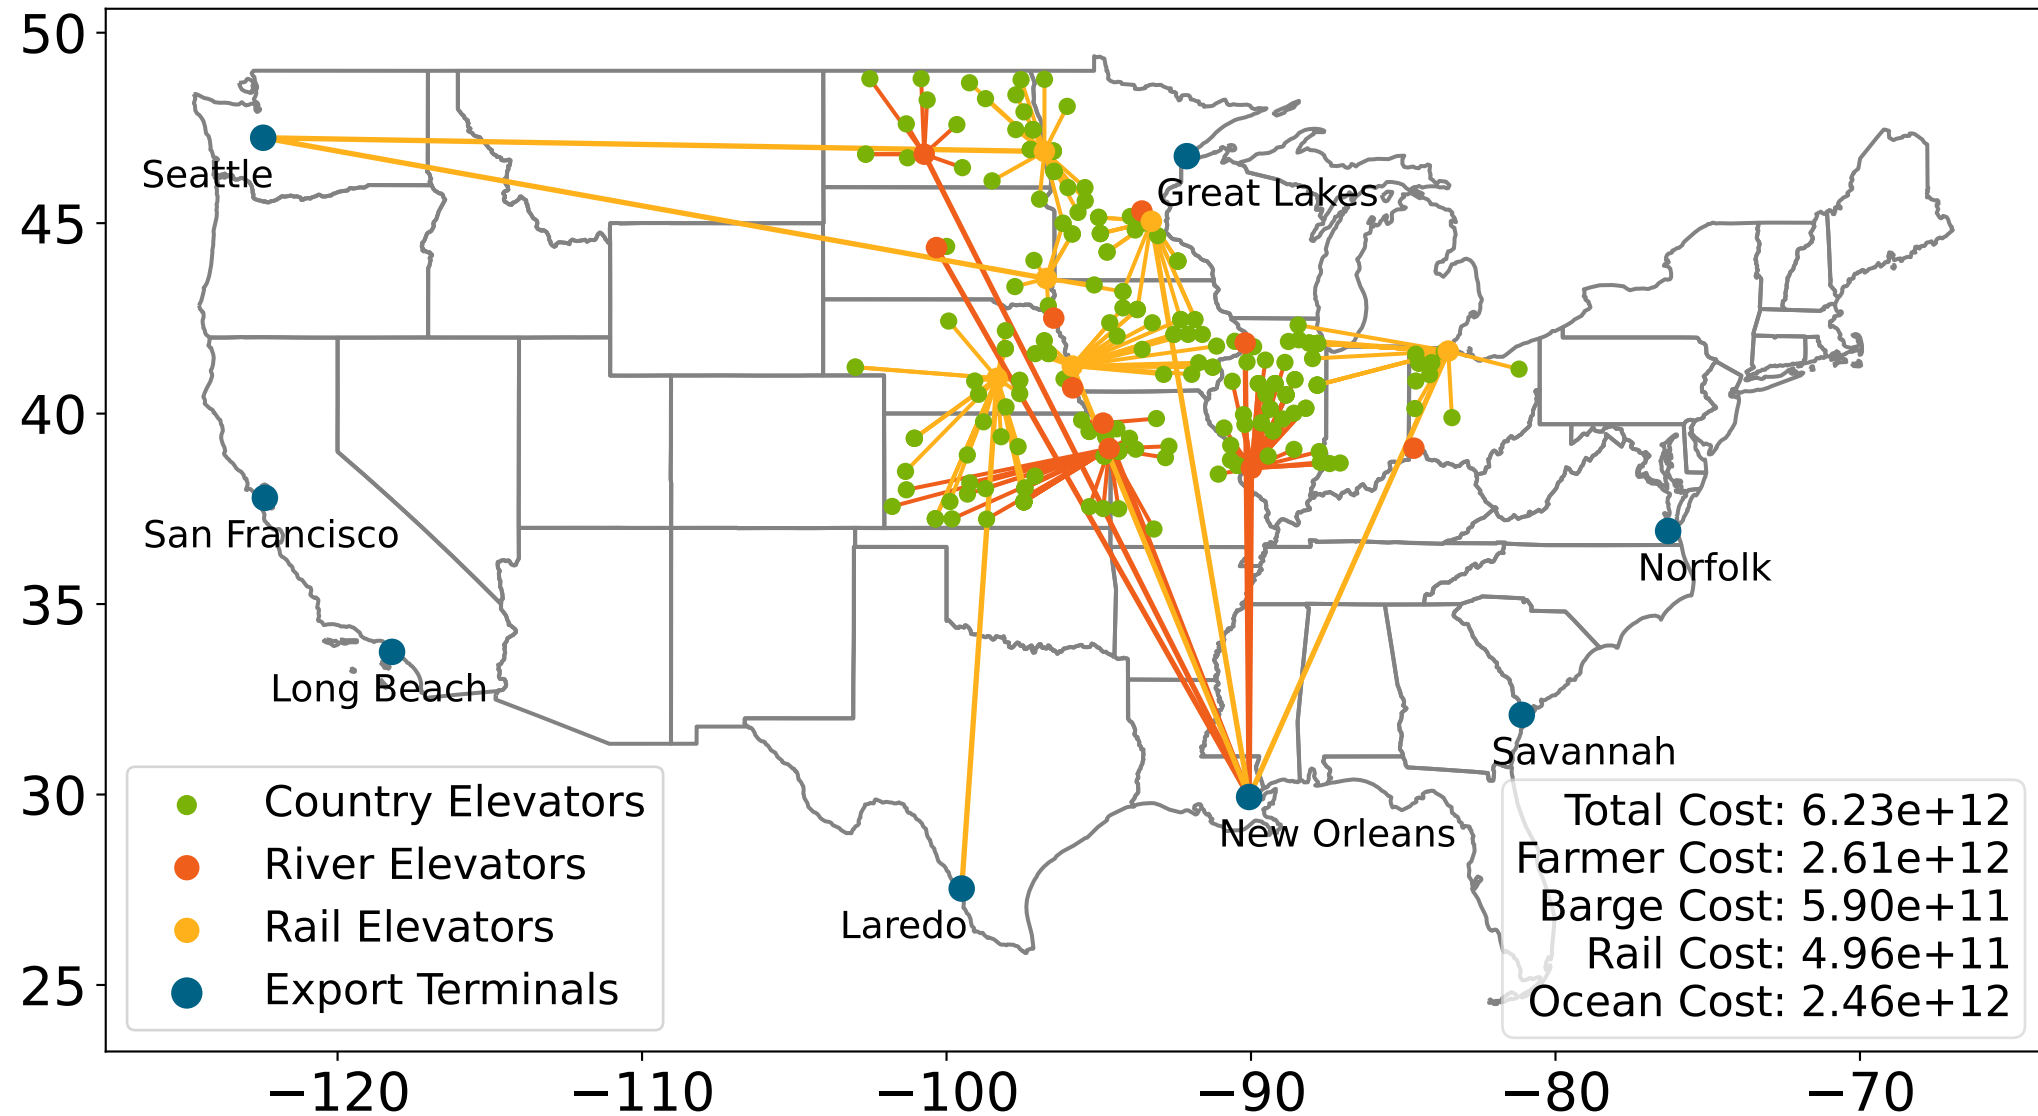 50
45
40
35
30
25
Seattle
Great Lakes
San Francisco
Norfolk
Long Beach
Savannah
New Orleans
Laredo
Country Elevators
River Elevators
Rail Elevators
Export Terminals
Total Cost: 6.23e+12
Farmer Cost: 2.61e+12
Barge Cost: 5.90e+11
Rail Cost: 4.96e+11
Ocean Cost: 2.46e+12
−120 −110 −100 −90 −80 −70